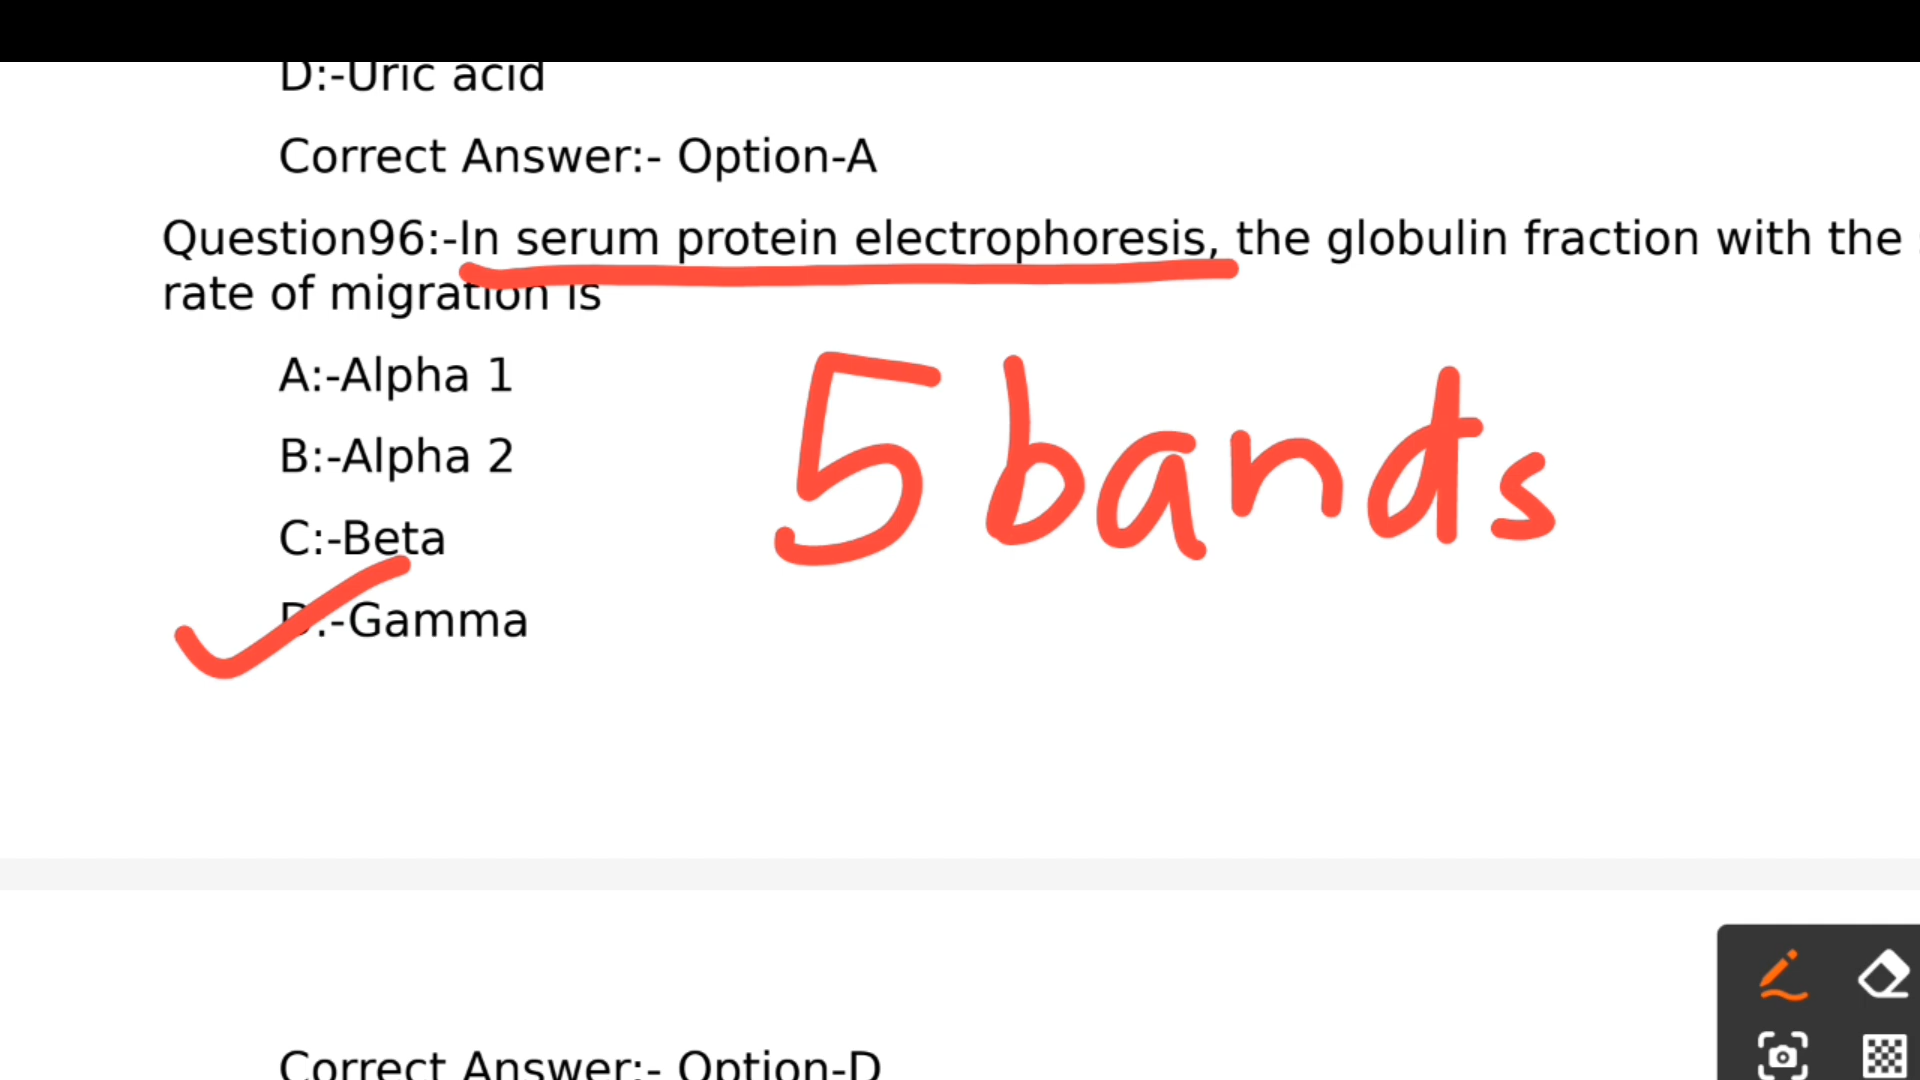 D:-Uric acid
Correct Answer:- Option-A
Question96:-In serum protein electrophoresis, the globulin fraction with the
rate of migration is
A:-Alpha 1
B:-Alpha 2
C:-Beta
D:-Gamma
5 bands
Correct Answer:- Option-D